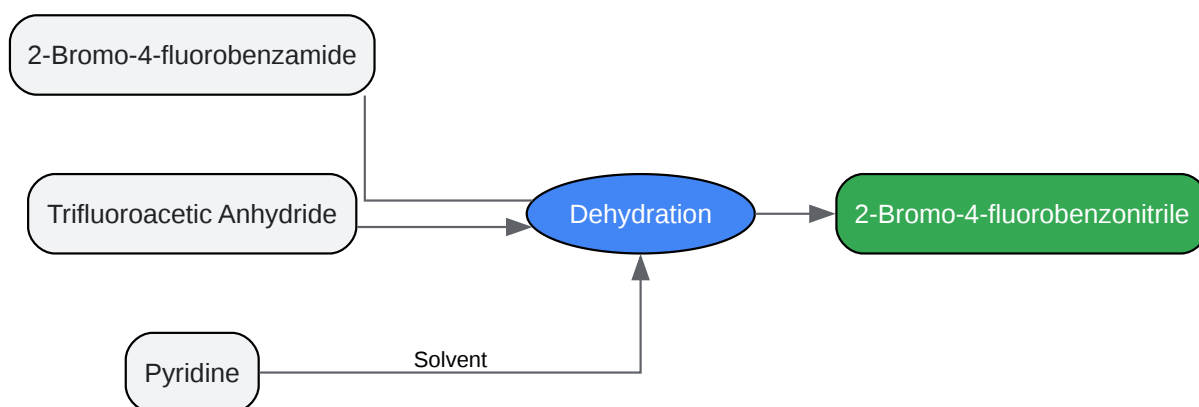 2-Bromo-4-fluorobenzamide
Trifluoroacetic Anhydride
Dehydration
2-Bromo-4-fluorobenzonitrile
Solvent
Pyridine